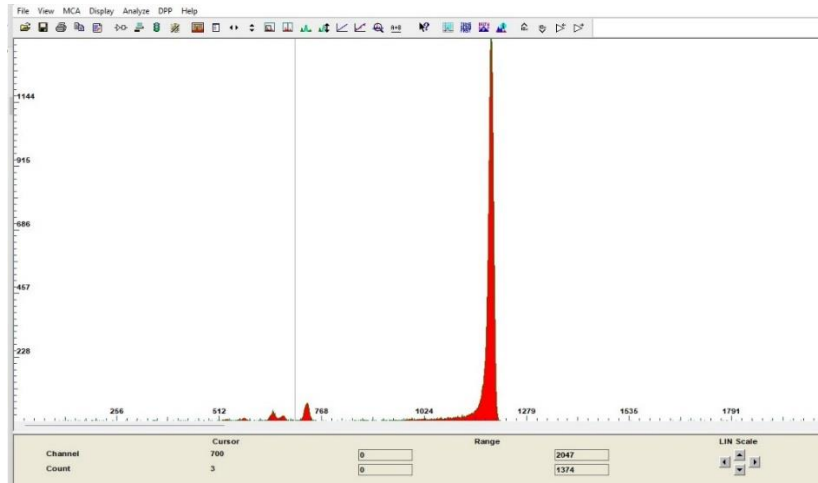 File View MCA Display Analyze DPP Help
1144
915
686
457
228
256 512 768 1024 1279 1535 1791
Cursor Range LIN Scale
Channel 700 0 2047
Count 3 0 1374